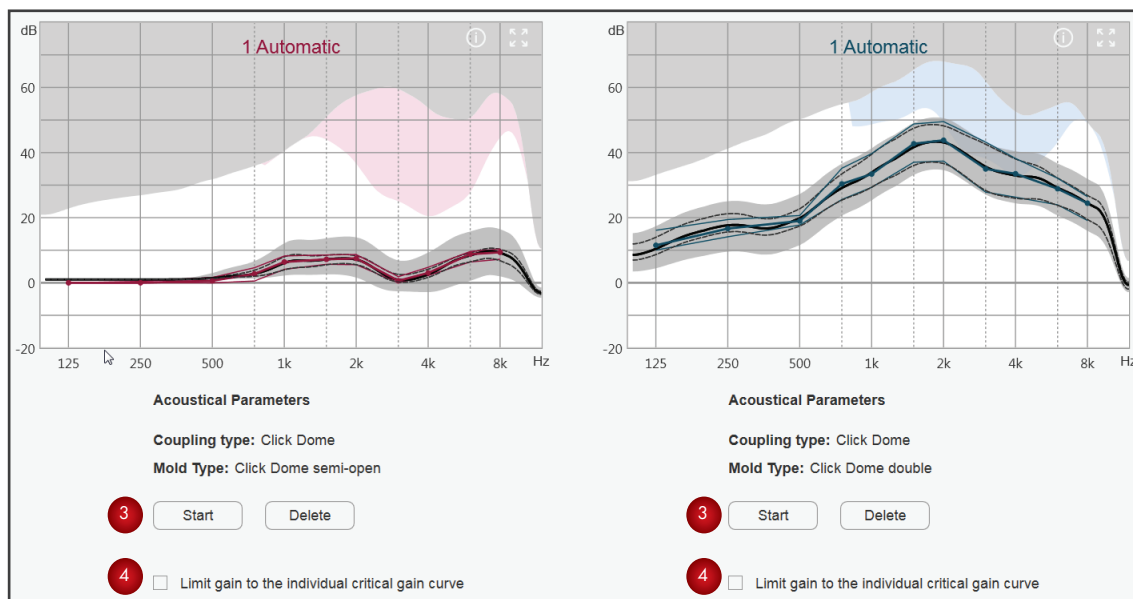 dB
1 Automatic
60
40
20
0
-20
125 250 500 1k 2k 4k 8k Hz
Acoustical Parameters
Coupling type: Click Dome
Mold Type: Click Dome semi-open
3 Start Delete
4 Limit gain to the individual critical gain curve
dB
1 Automatic
60
40
20
0
-20
125 250 500 1k 2k 4k 8k Hz
Acoustical Parameters
Coupling type: Click Dome
Mold Type: Click Dome double
3 Start Delete
4 Limit gain to the individual critical gain curve